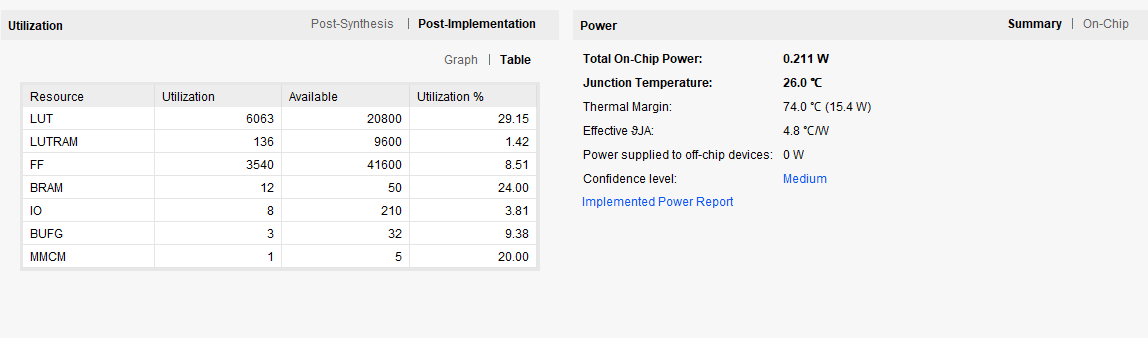 Utilization Post-Synthesis | Post-Implementation
Graph | Table
Resource Utilization Available Utilization %
LUT 6063 20800 29.15
LUTRAM 136 9600 1.42
FF 3540 41600 8.51
BRAM 12 50 24.00
IO 8 210 3.81
BUFG 3 32 9.38
MMCM 1 5 20.00
Power Summary | On-Chip
Total On-Chip Power: 0.211 W
Junction Temperature: 26.0 °C
Thermal Margin: 74.0 °C (15.4 W)
Effective ϑJA: 4.8 °C/W
Power supplied to off-chip devices: 0 W
Confidence level: Medium
Implemented Power Report